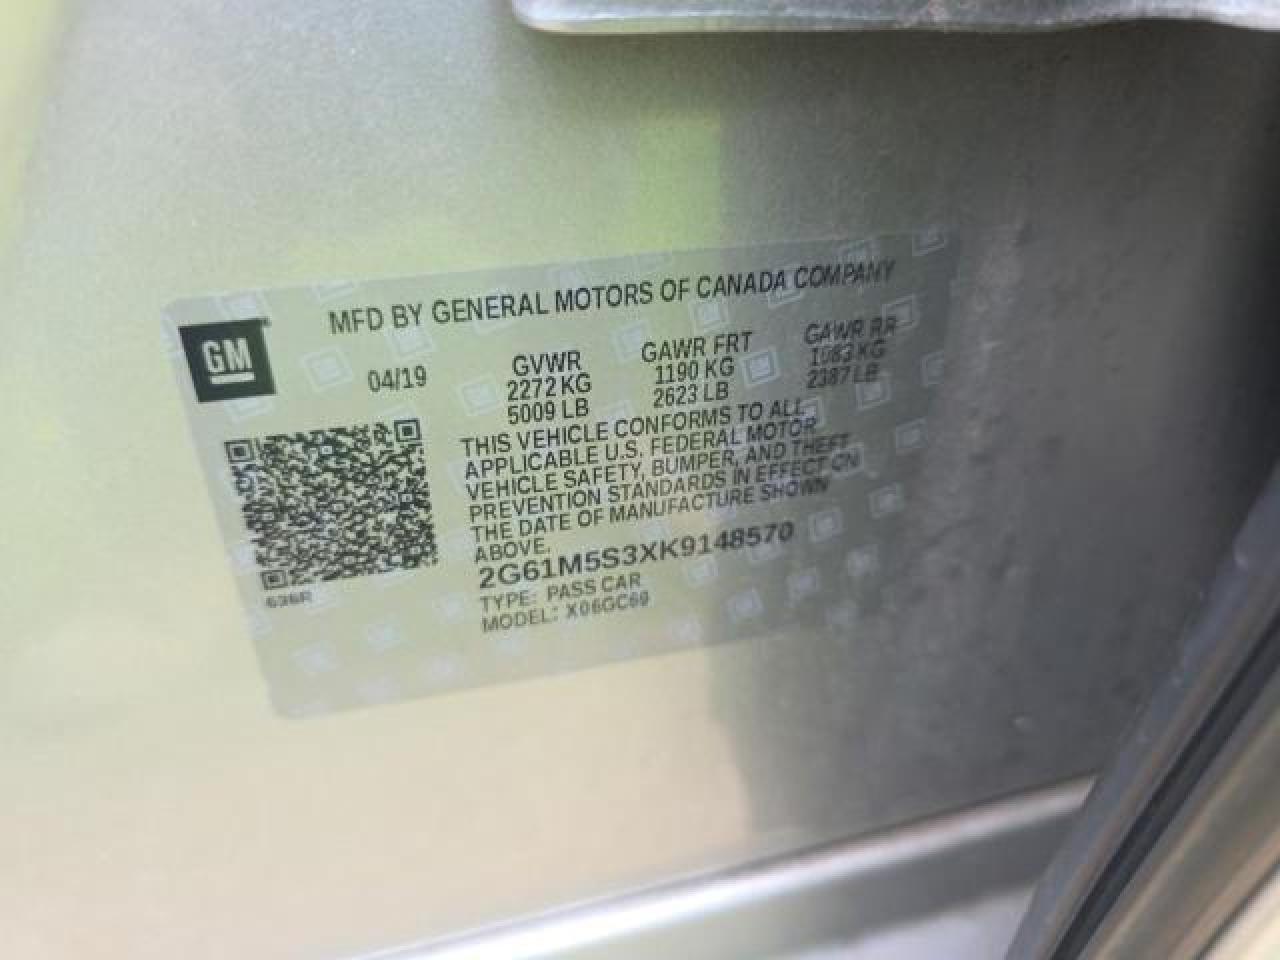 MFD BY GENERAL MOTORS OF CANADA COMPANY
GM
04/19 GVWR GAWR FRT GAWR RR
2272 KG 1190 KG 1083 KG
5009 LB 2623 LB 2387 LB
THIS VEHICLE CONFORMS TO ALL
APPLICABLE U.S. FEDERAL MOTOR
VEHICLE SAFETY, BUMPER, AND THEFT
PREVENTION STANDARDS IN EFFECT ON
THE DATE OF MANUFACTURE SHOWN
ABOVE.
2G61M5S3XK9148570
TYPE: PASS CAR
MODEL: X06GC69
636R